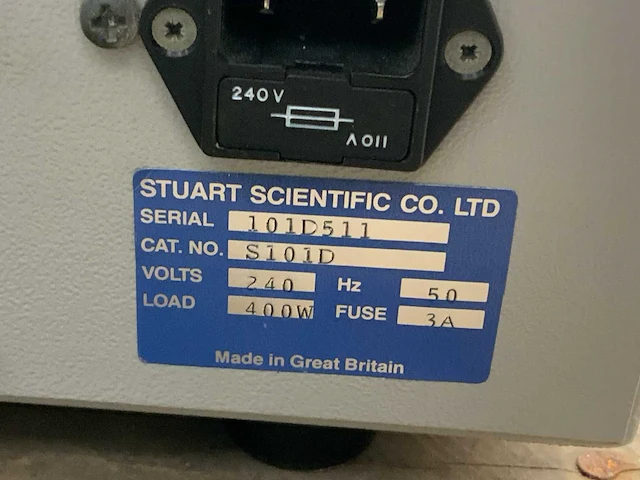 240V
110V
STUART SCIENTIFIC CO. LTD
SERIAL 101D511
CAT. NO. S101D
VOLTS 240 Hz 50
LOAD 400W FUSE 3A
Made in Great Britain